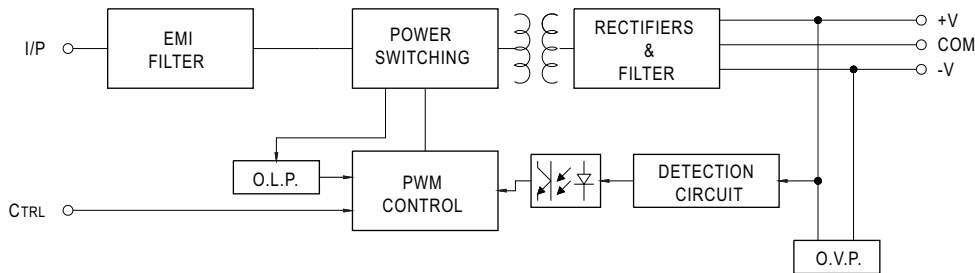 I/P
EMI
FILTER
POWER
SWITCHING
RECTIFIERS
&
FILTER
+V
COM
-V
O.L.P.
PWM
CONTROL
DETECTION
CIRCUIT
CTRL
O.V.P.